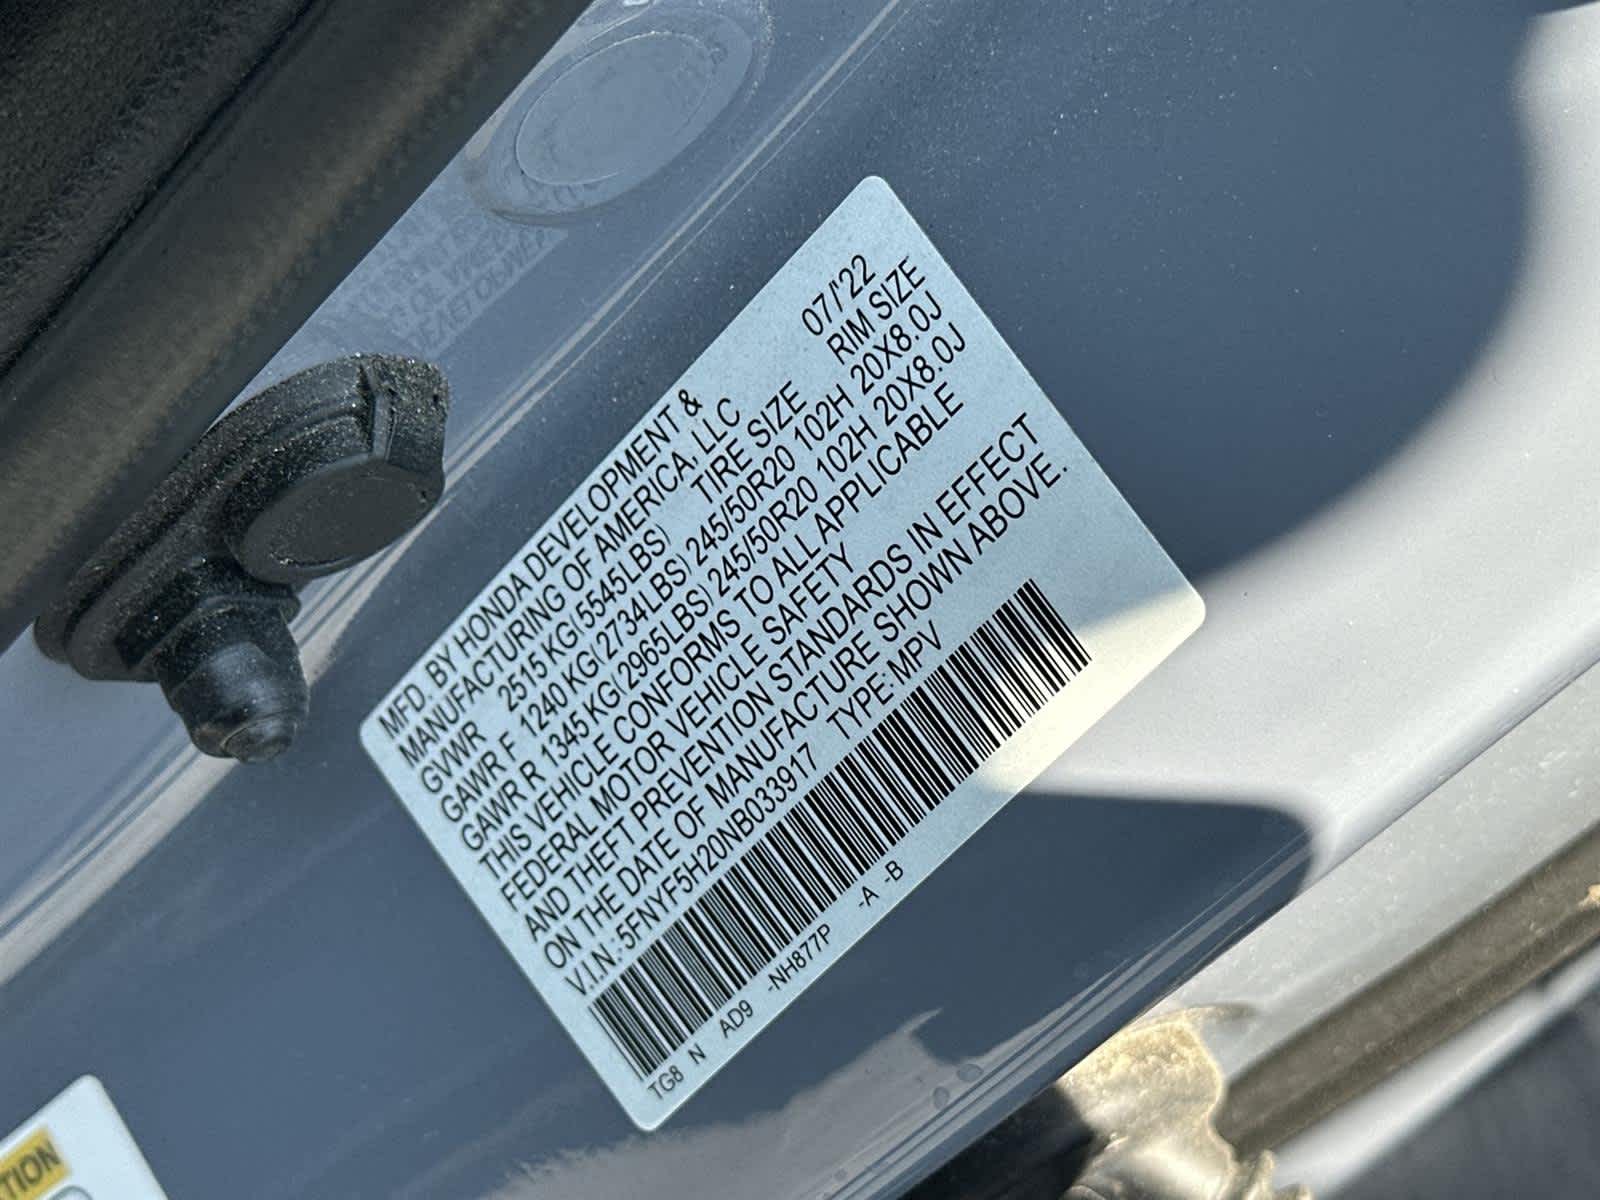 MFD. BY HONDA DEVELOPMENT &
MANUFACTURING OF AMERICA, LLC 07/'22
GVWR 2515 KG(5545LBS) TIRE SIZE RIM SIZE
GAWR F 1240 KG(2734LBS) 245/50R20 102H 20X8.0J
GAWR R 1345 KG(2965LBS) 245/50R20 102H 20X8.0J
THIS VEHICLE CONFORMS TO ALL APPLICABLE
FEDERAL MOTOR VEHICLE SAFETY
AND THEFT PREVENTION STANDARDS IN EFFECT
ON THE DATE OF MANUFACTURE SHOWN ABOVE.
V.I.N.:5FNYF5H20NB033917 TYPE:MPV
TG8 N AD9 -NH877P -A -B